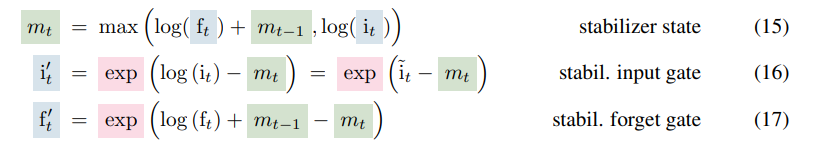 m_t = max ( log( f_t ) + m_{t−1} , log( i_t ) ) stabilizer state (15)
i′_t = exp ( log (i_t) − m_t ) = exp ( ĩ_t − m_t ) stabil. input gate (16)
f′_t = exp ( log (f_t) + m_{t−1} − m_t ) stabil. forget gate (17)